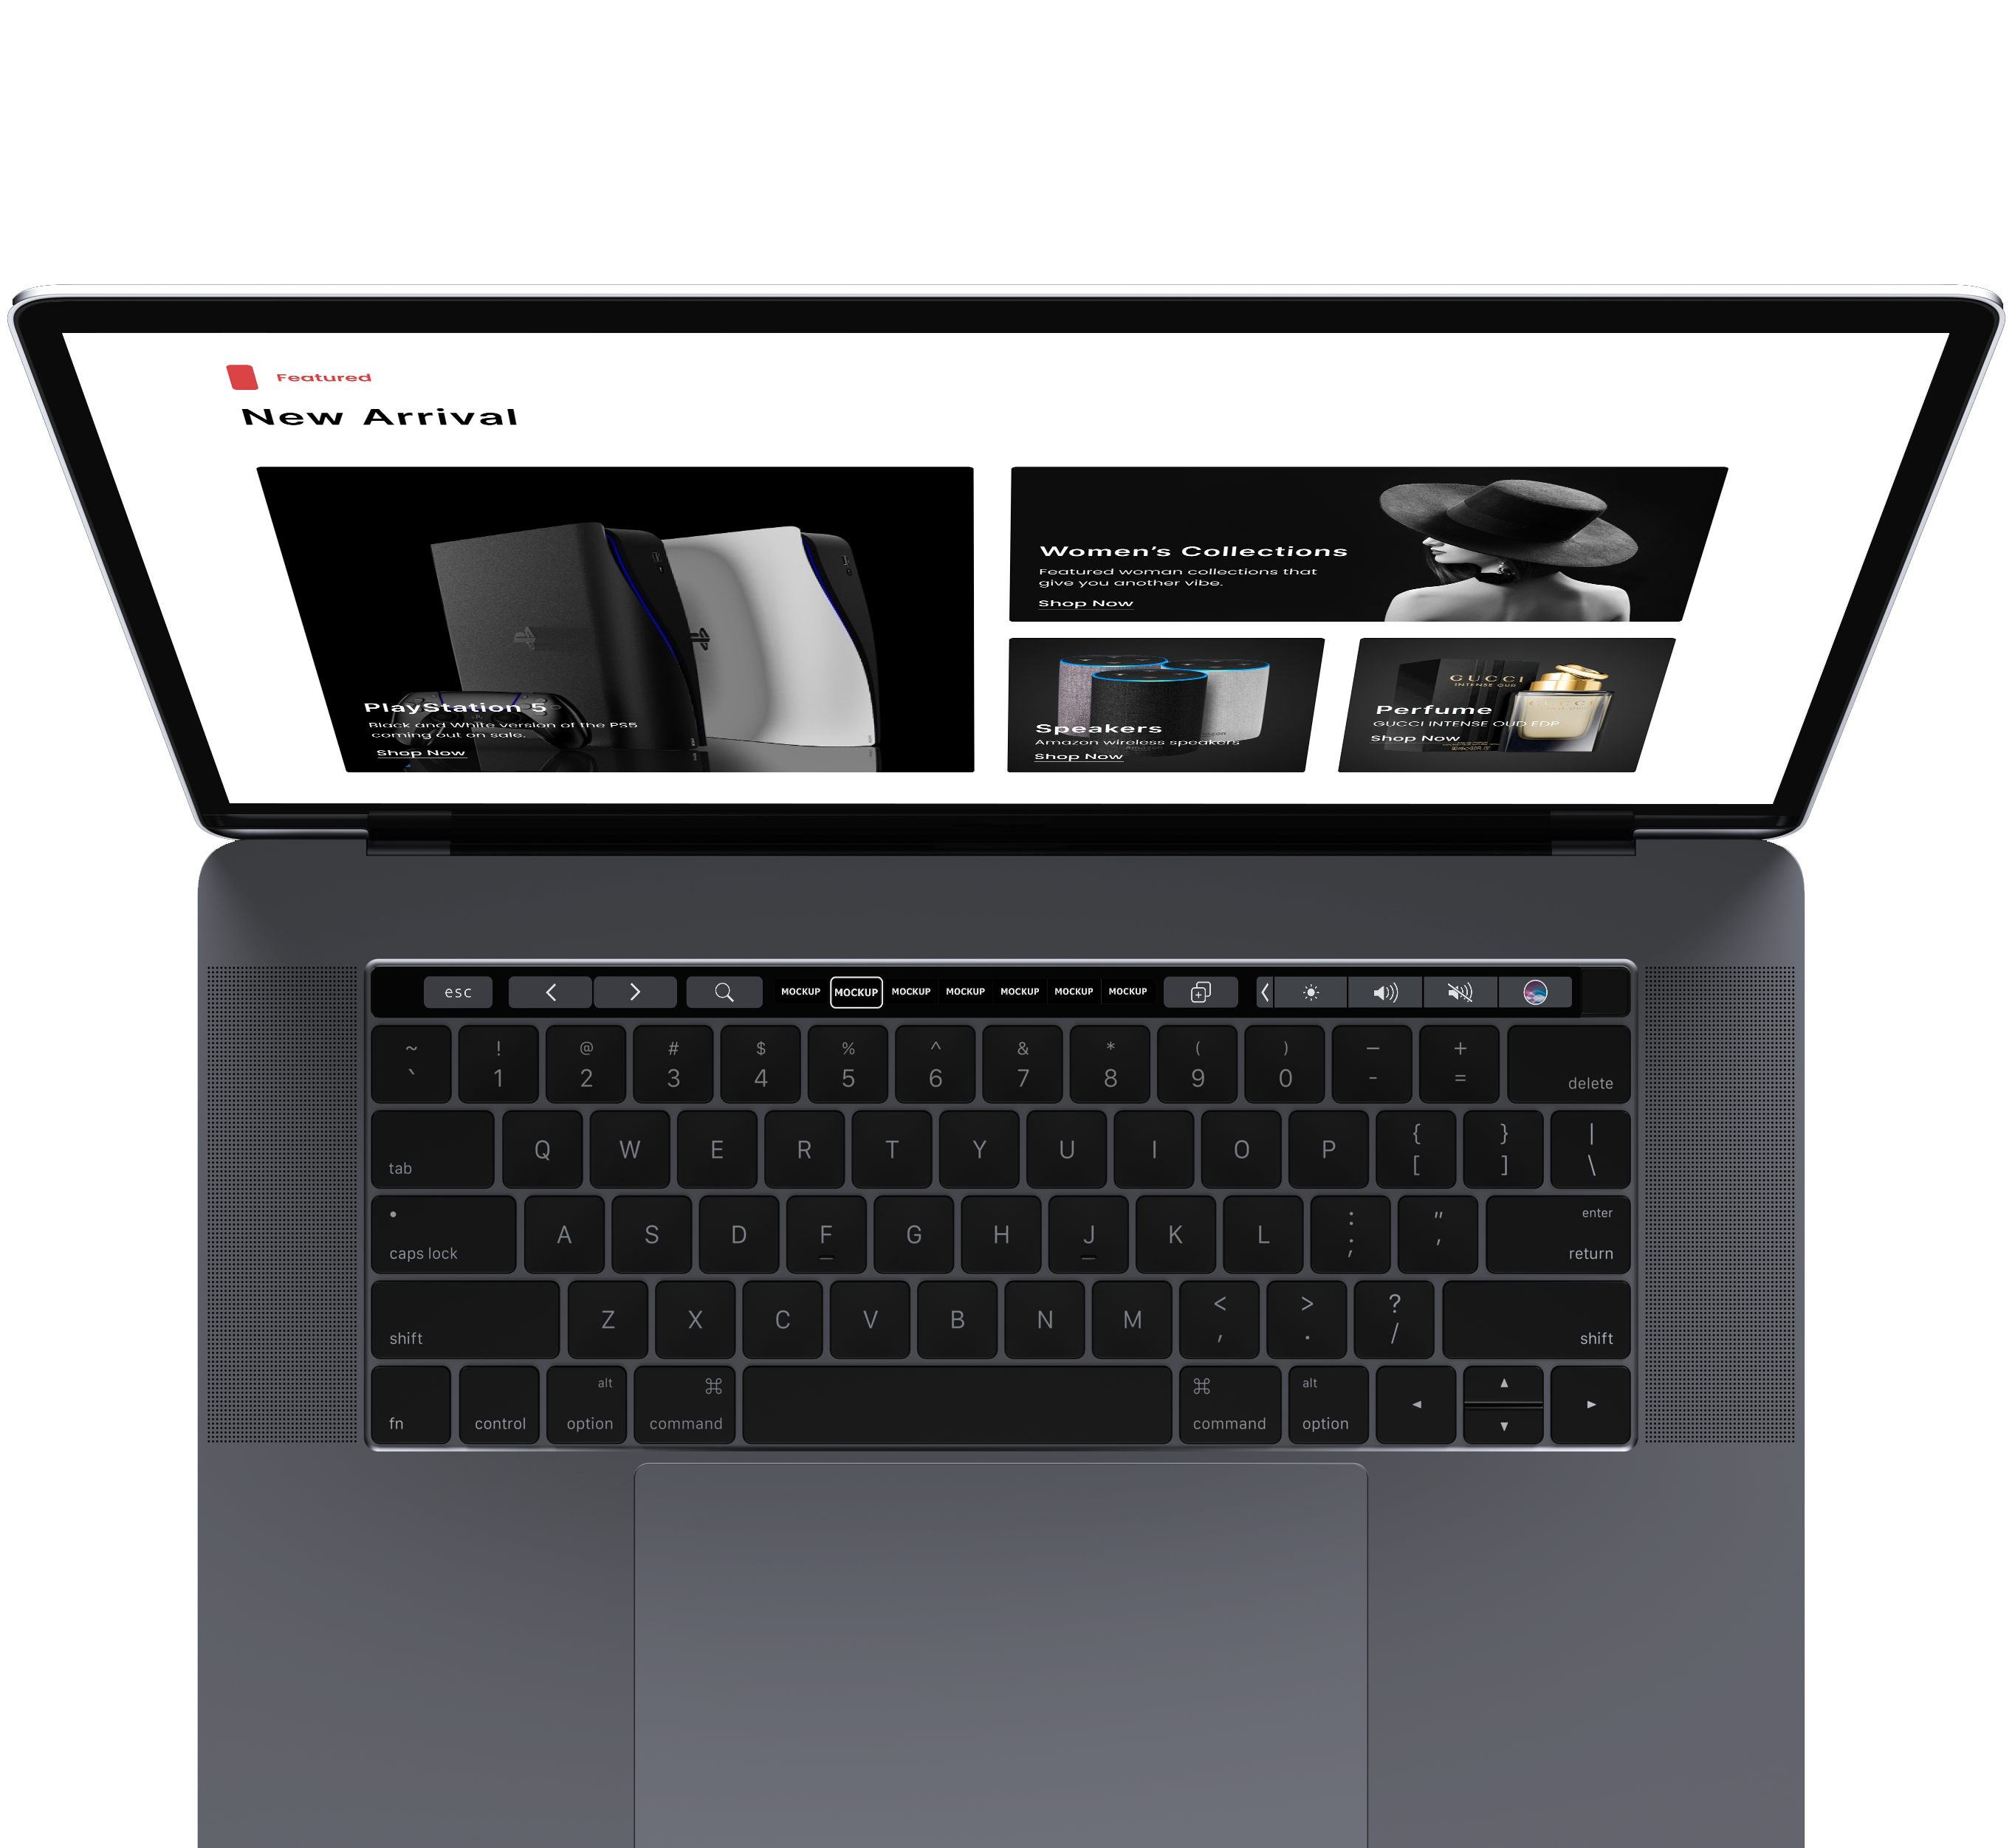 Featured
New Arrival
PlayStation 5
Black and White version of the PS5
coming out on sale.
Shop Now
Women's Collections
Featured woman collections that
give you another vibe.
Shop Now
Speakers
Amazon wireless speakers
Shop Now
GUCCI
INTENSE OUD
Perfume
GUCCI INTENSE OUD EDP
Shop Now
esc MOCKUP MOCKUP MOCKUP MOCKUP MOCKUP MOCKUP MOCKUP
~ ! @ # $ % ^ & * ( ) — +
` 1 2 3 4 5 6 7 8 9 0 - = delete
tab Q W E R T Y U I O P { [ } ] | \
caps lock A S D F G H J K L : ; " ' enter return
shift Z X C V B N M < , > . ? / shift
fn control alt option ⌘ command ⌘ command alt option ◀ ▲ ▼ ▶